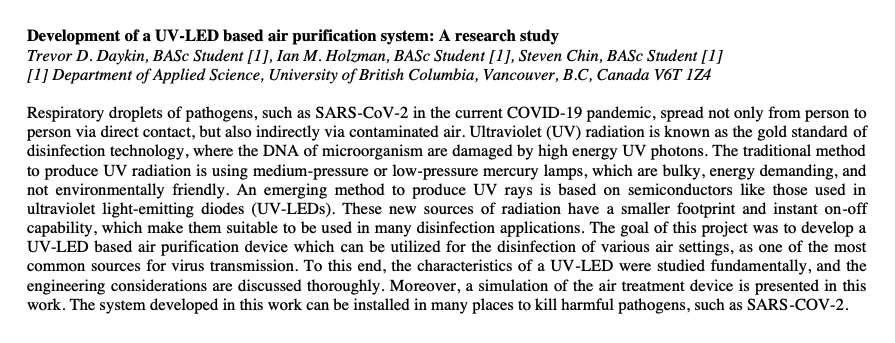 Development of a UV-LED based air purification system: A research study
Trevor D. Daykin, BASc Student [1], Ian M. Holzman, BASc Student [1], Steven Chin, BASc Student [1]
[1] Department of Applied Science, University of British Columbia, Vancouver, B.C, Canada V6T 1Z4
Respiratory droplets of pathogens, such as SARS-CoV-2 in the current COVID-19 pandemic, spread not only from person to
person via direct contact, but also indirectly via contaminated air. Ultraviolet (UV) radiation is known as the gold standard of
disinfection technology, where the DNA of microorganism are damaged by high energy UV photons. The traditional method
to produce UV radiation is using medium-pressure or low-pressure mercury lamps, which are bulky, energy demanding, and
not environmentally friendly. An emerging method to produce UV rays is based on semiconductors like those used in
ultraviolet light-emitting diodes (UV-LEDs). These new sources of radiation have a smaller footprint and instant on-off
capability, which make them suitable to be used in many disinfection applications. The goal of this project was to develop a
UV-LED based air purification device which can be utilized for the disinfection of various air settings, as one of the most
common sources for virus transmission. To this end, the characteristics of a UV-LED were studied fundamentally, and the
engineering considerations are discussed thoroughly. Moreover, a simulation of the air treatment device is presented in this
work. The system developed in this work can be installed in many places to kill harmful pathogens, such as SARS-COV-2.